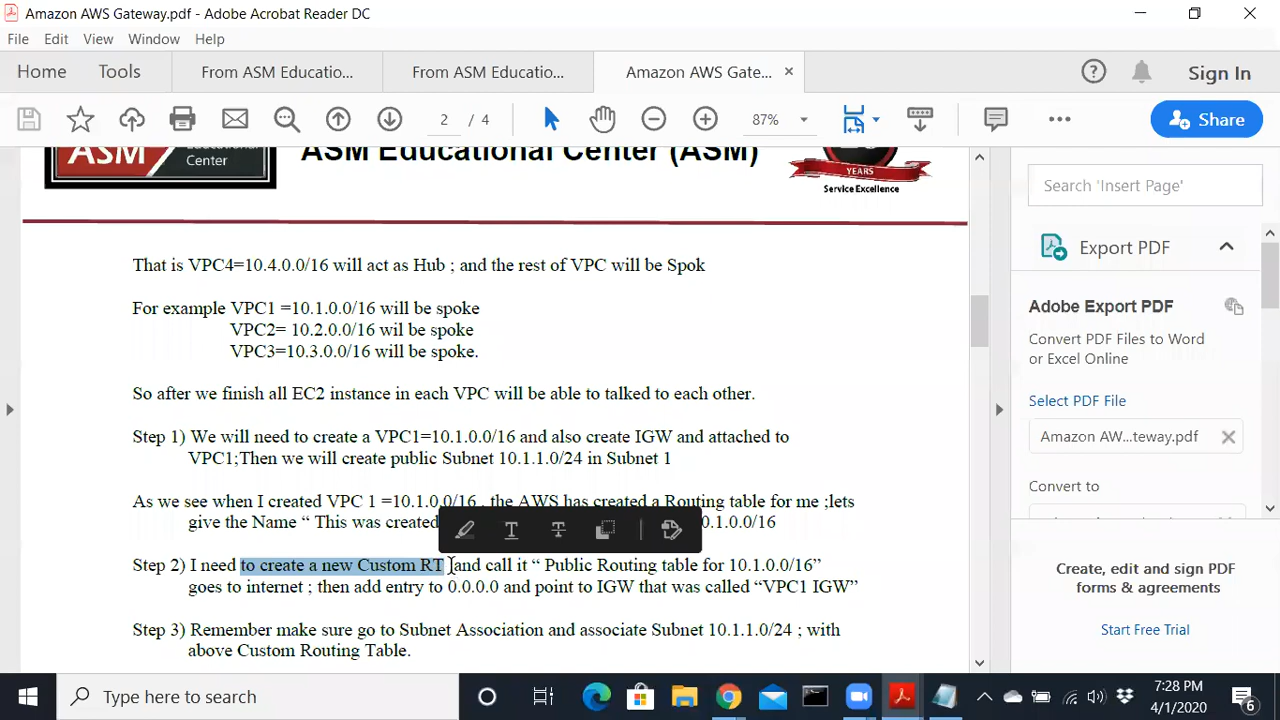 Amazon AWS Gateway.pdf - Adobe Acrobat Reader DC
File Edit View Window Help
Home Tools From ASM Educatio... From ASM Educatio... Amazon AWS Gate... Sign In
2 / 4 87% Share
ASM Educational Center
ASM Educational Center (ASM)
YEARS
Service Excellence
That is VPC4=10.4.0.0/16 will act as Hub ; and the rest of VPC will be Spok
For example VPC1 =10.1.0.0/16 will be spoke
VPC2= 10.2.0.0/16 wil be spoke
VPC3=10.3.0.0/16 will be spoke.
So after we finish all EC2 instance in each VPC will be able to talked to each other.
Step 1) We will need to create a VPC1=10.1.0.0/16 and also create IGW and attached to
VPC1;Then we will create public Subnet 10.1.1.0/24 in Subnet 1
As we see when I created VPC 1 =10.1.0.0/16 , the AWS has created a Routing table for me ;lets
give the Name “ This was created 0.1.0.0/16
Step 2) I need to create a new Custom RT and call it “ Public Routing table for 10.1.0.0/16”
goes to internet ; then add entry to 0.0.0.0 and point to IGW that was called “VPC1 IGW”
Step 3) Remember make sure go to Subnet Association and associate Subnet 10.1.1.0/24 ; with
above Custom Routing Table.
Search 'Insert Page'
Export PDF
Adobe Export PDF
Convert PDF Files to Word
or Excel Online
Select PDF File
Amazon AW...teway.pdf
Convert to
Create, edit and sign PDF
forms & agreements
Start Free Trial
Type here to search
7:28 PM
4/1/2020
6